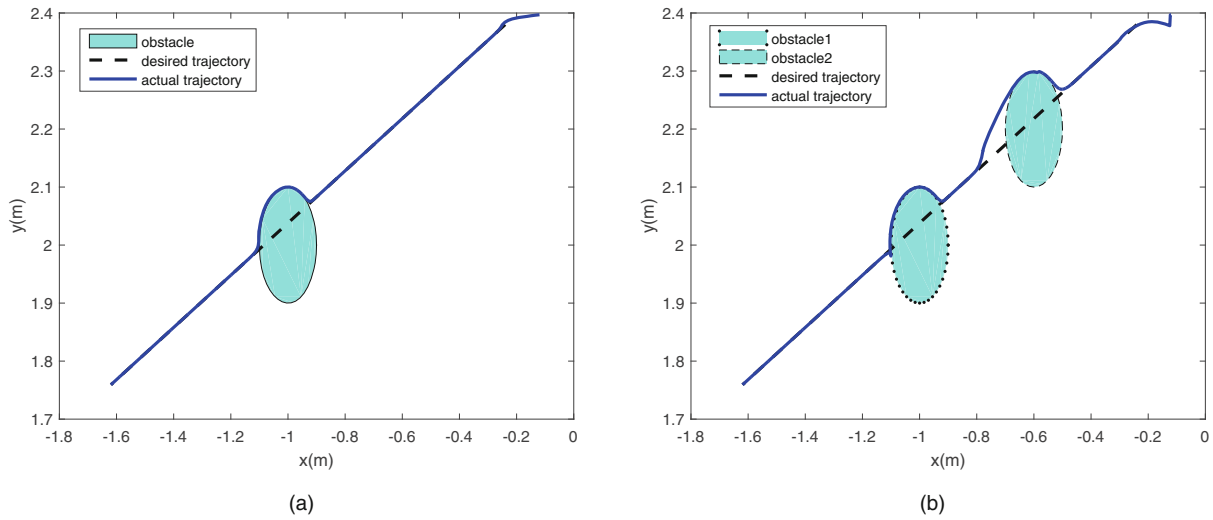 2.4
2.3
2.2
2.1
2
1.9
1.8
1.7
y(m)
-1.8 -1.6 -1.4 -1.2 -1 -0.8 -0.6 -0.4 -0.2 0
x(m)
obstacle
desired trajectory
actual trajectory
(a)
2.4
2.3
2.2
2.1
2
1.9
1.8
1.7
y(m)
-1.8 -1.6 -1.4 -1.2 -1 -0.8 -0.6 -0.4 -0.2 0
x(m)
obstacle1
obstacle2
desired trajectory
actual trajectory
(b)